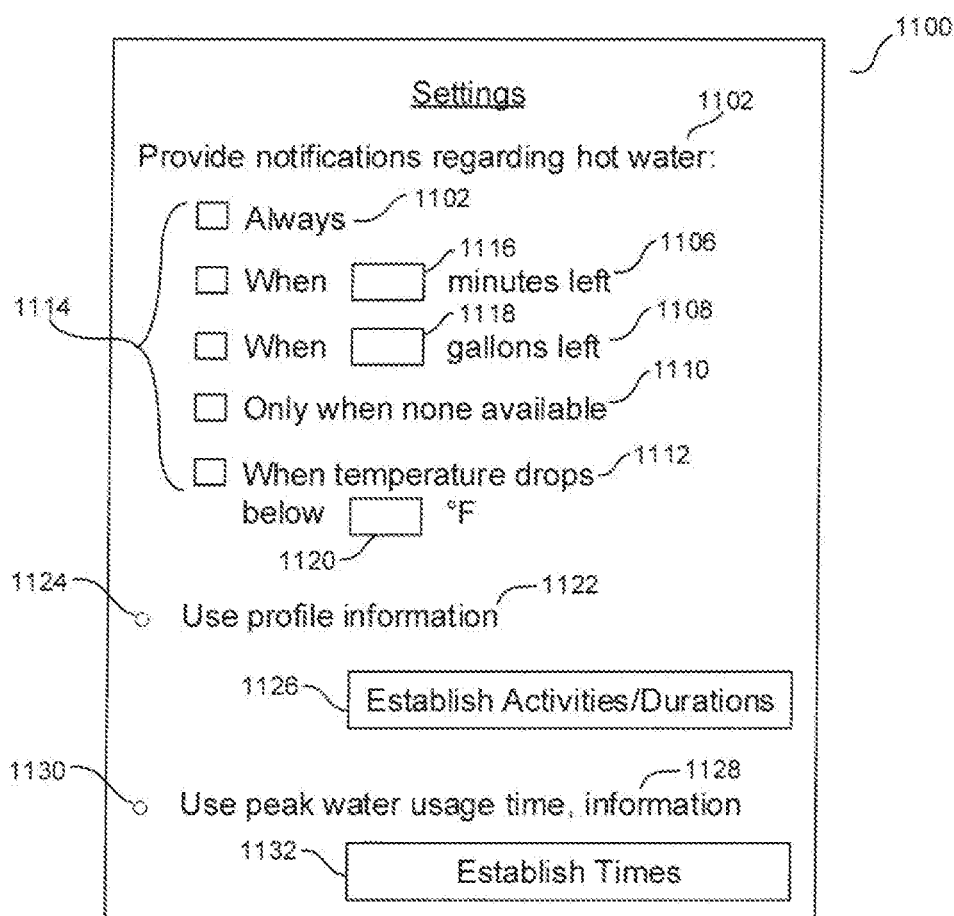 1100
Settings
1102
Provide notifications regarding hot water:
Always 1102
1116
When minutes left 1106
1114
1118
When gallons left 1108
Only when none available 1110
When temperature drops 1112
below °F
1120
1124
Use profile information 1122
1126 Establish Activities/Durations
1130
1128
Use peak water usage time, information
1132 Establish Times